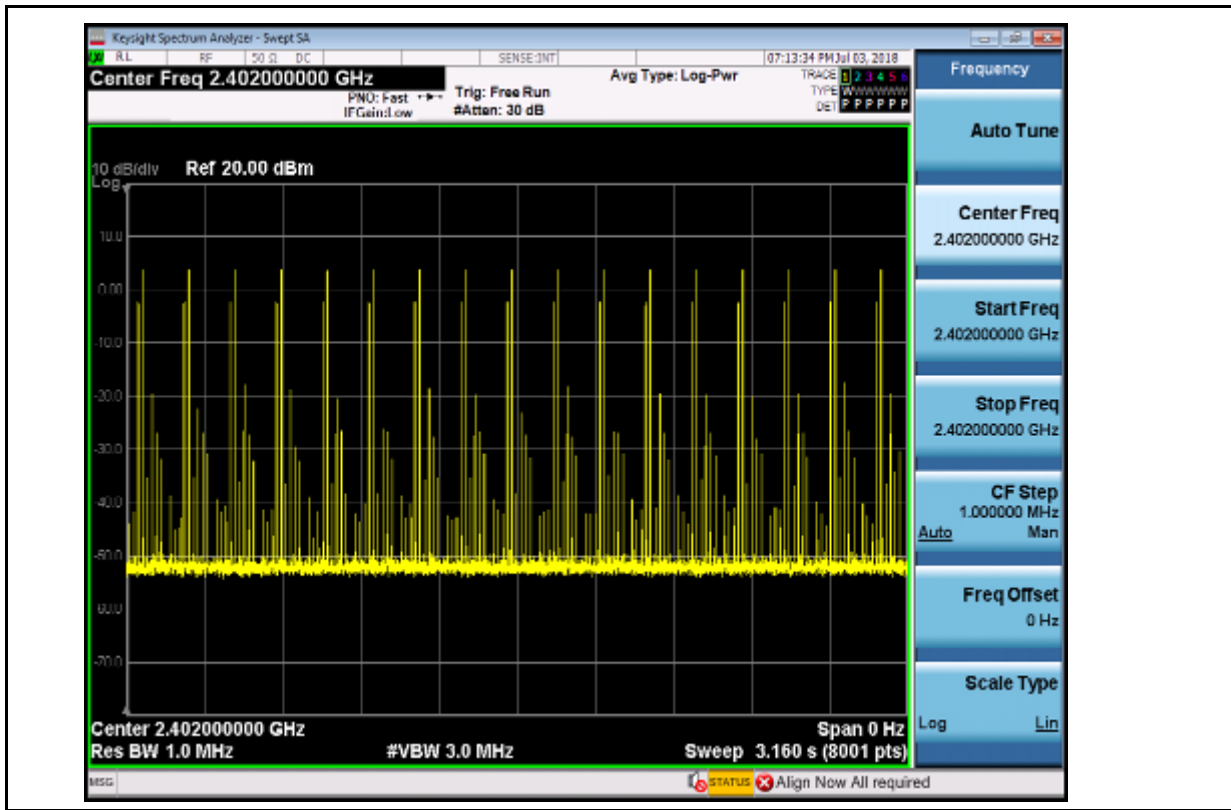 Keysight Spectrum Analyzer - Swept SA
RL RF 50 Ω DC SENSE:INT 07:13:34 PM Jul 03, 2018
Center Freq 2.402000000 GHz
PNO: Fast
IFGain:Low
Trig: Free Run
#Atten: 30 dB
Avg Type: Log-Pwr
TRACE 1 2 3 4 5 6
TYPE WWWWWW
DET P P P P P P
10 dB/div Ref 20.00 dBm
Log
10.0
0.00
-10.0
-20.0
-30.0
-40.0
-50.0
-60.0
-70.0
Center 2.402000000 GHz Span 0 Hz
Res BW 1.0 MHz #VBW 3.0 MHz Sweep 3.160 s (8001 pts)
MSG STATUS Align Now All required
Frequency
Auto Tune
Center Freq
2.402000000 GHz
Start Freq
2.402000000 GHz
Stop Freq
2.402000000 GHz
CF Step
1.000000 MHz
Auto Man
Freq Offset
0 Hz
Scale Type
Log Lin